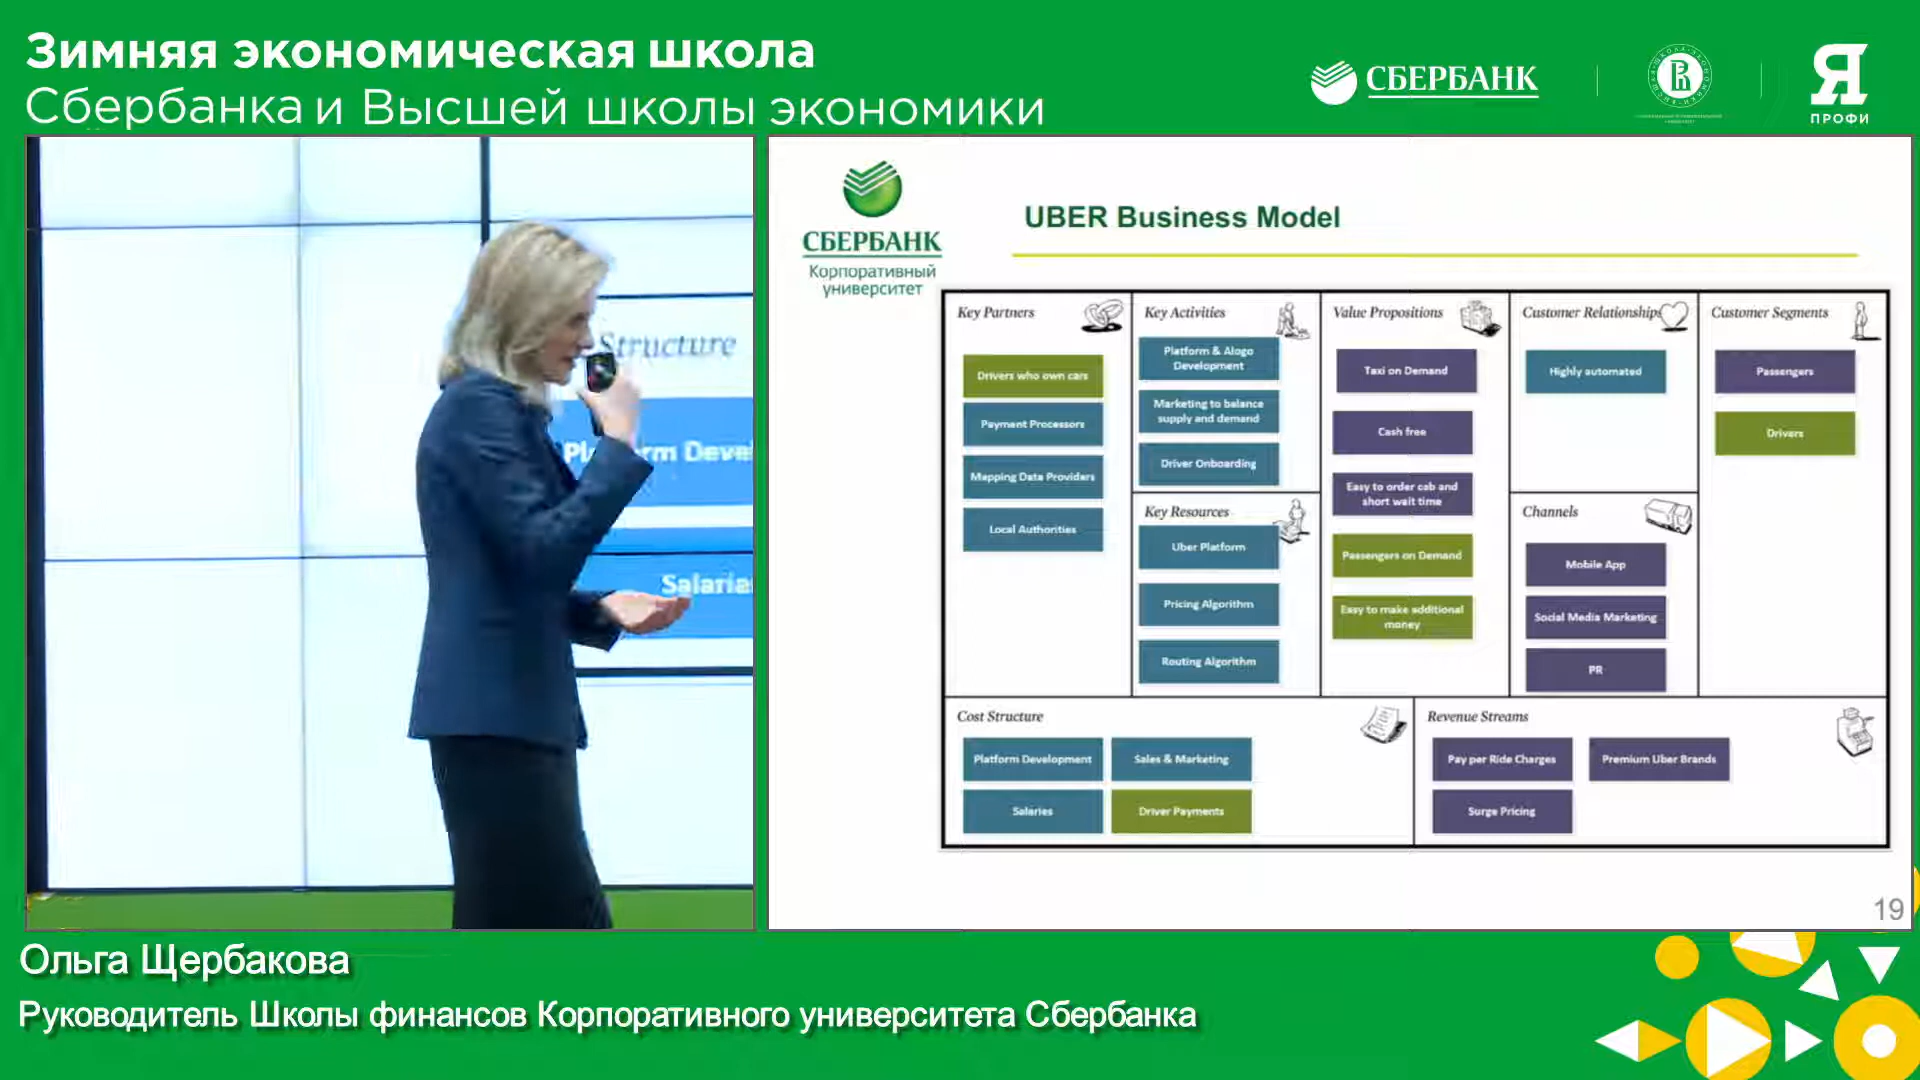 Зимняя экономическая школа
Сбербанка и Высшей школы экономики
СБЕРБАНК
Я
ПРОФИ
Structure
Pl rm Deve
Salarie
СБЕРБАНК
Корпоративный
университет
UBER Business Model
Key Partners
Drivers who own cars
Payment Processors
Mapping Data Providers
Local Authorities
Key Activities
Platform & Alogo
Development
Marketing to balance
supply and demand
Driver Onboarding
Key Resources
Uber Platform
Pricing Algorithm
Routing Algorithm
Value Propositions
Taxi on Demand
Cash free
Easy to order cab and
short wait time
Passengers on Demand
Easy to make additional
money
Customer Relationships
Highly automated
Channels
Mobile App
Social Media Marketing
PR
Customer Segments
Passengers
Drivers
Cost Structure
Platform Development
Sales & Marketing
Salaries
Driver Payments
Revenue Streams
Pay per Ride Charges
Premium Uber Brands
Surge Pricing
19
Ольга Щербакова
Руководитель Школы финансов Корпоративного университета Сбербанка